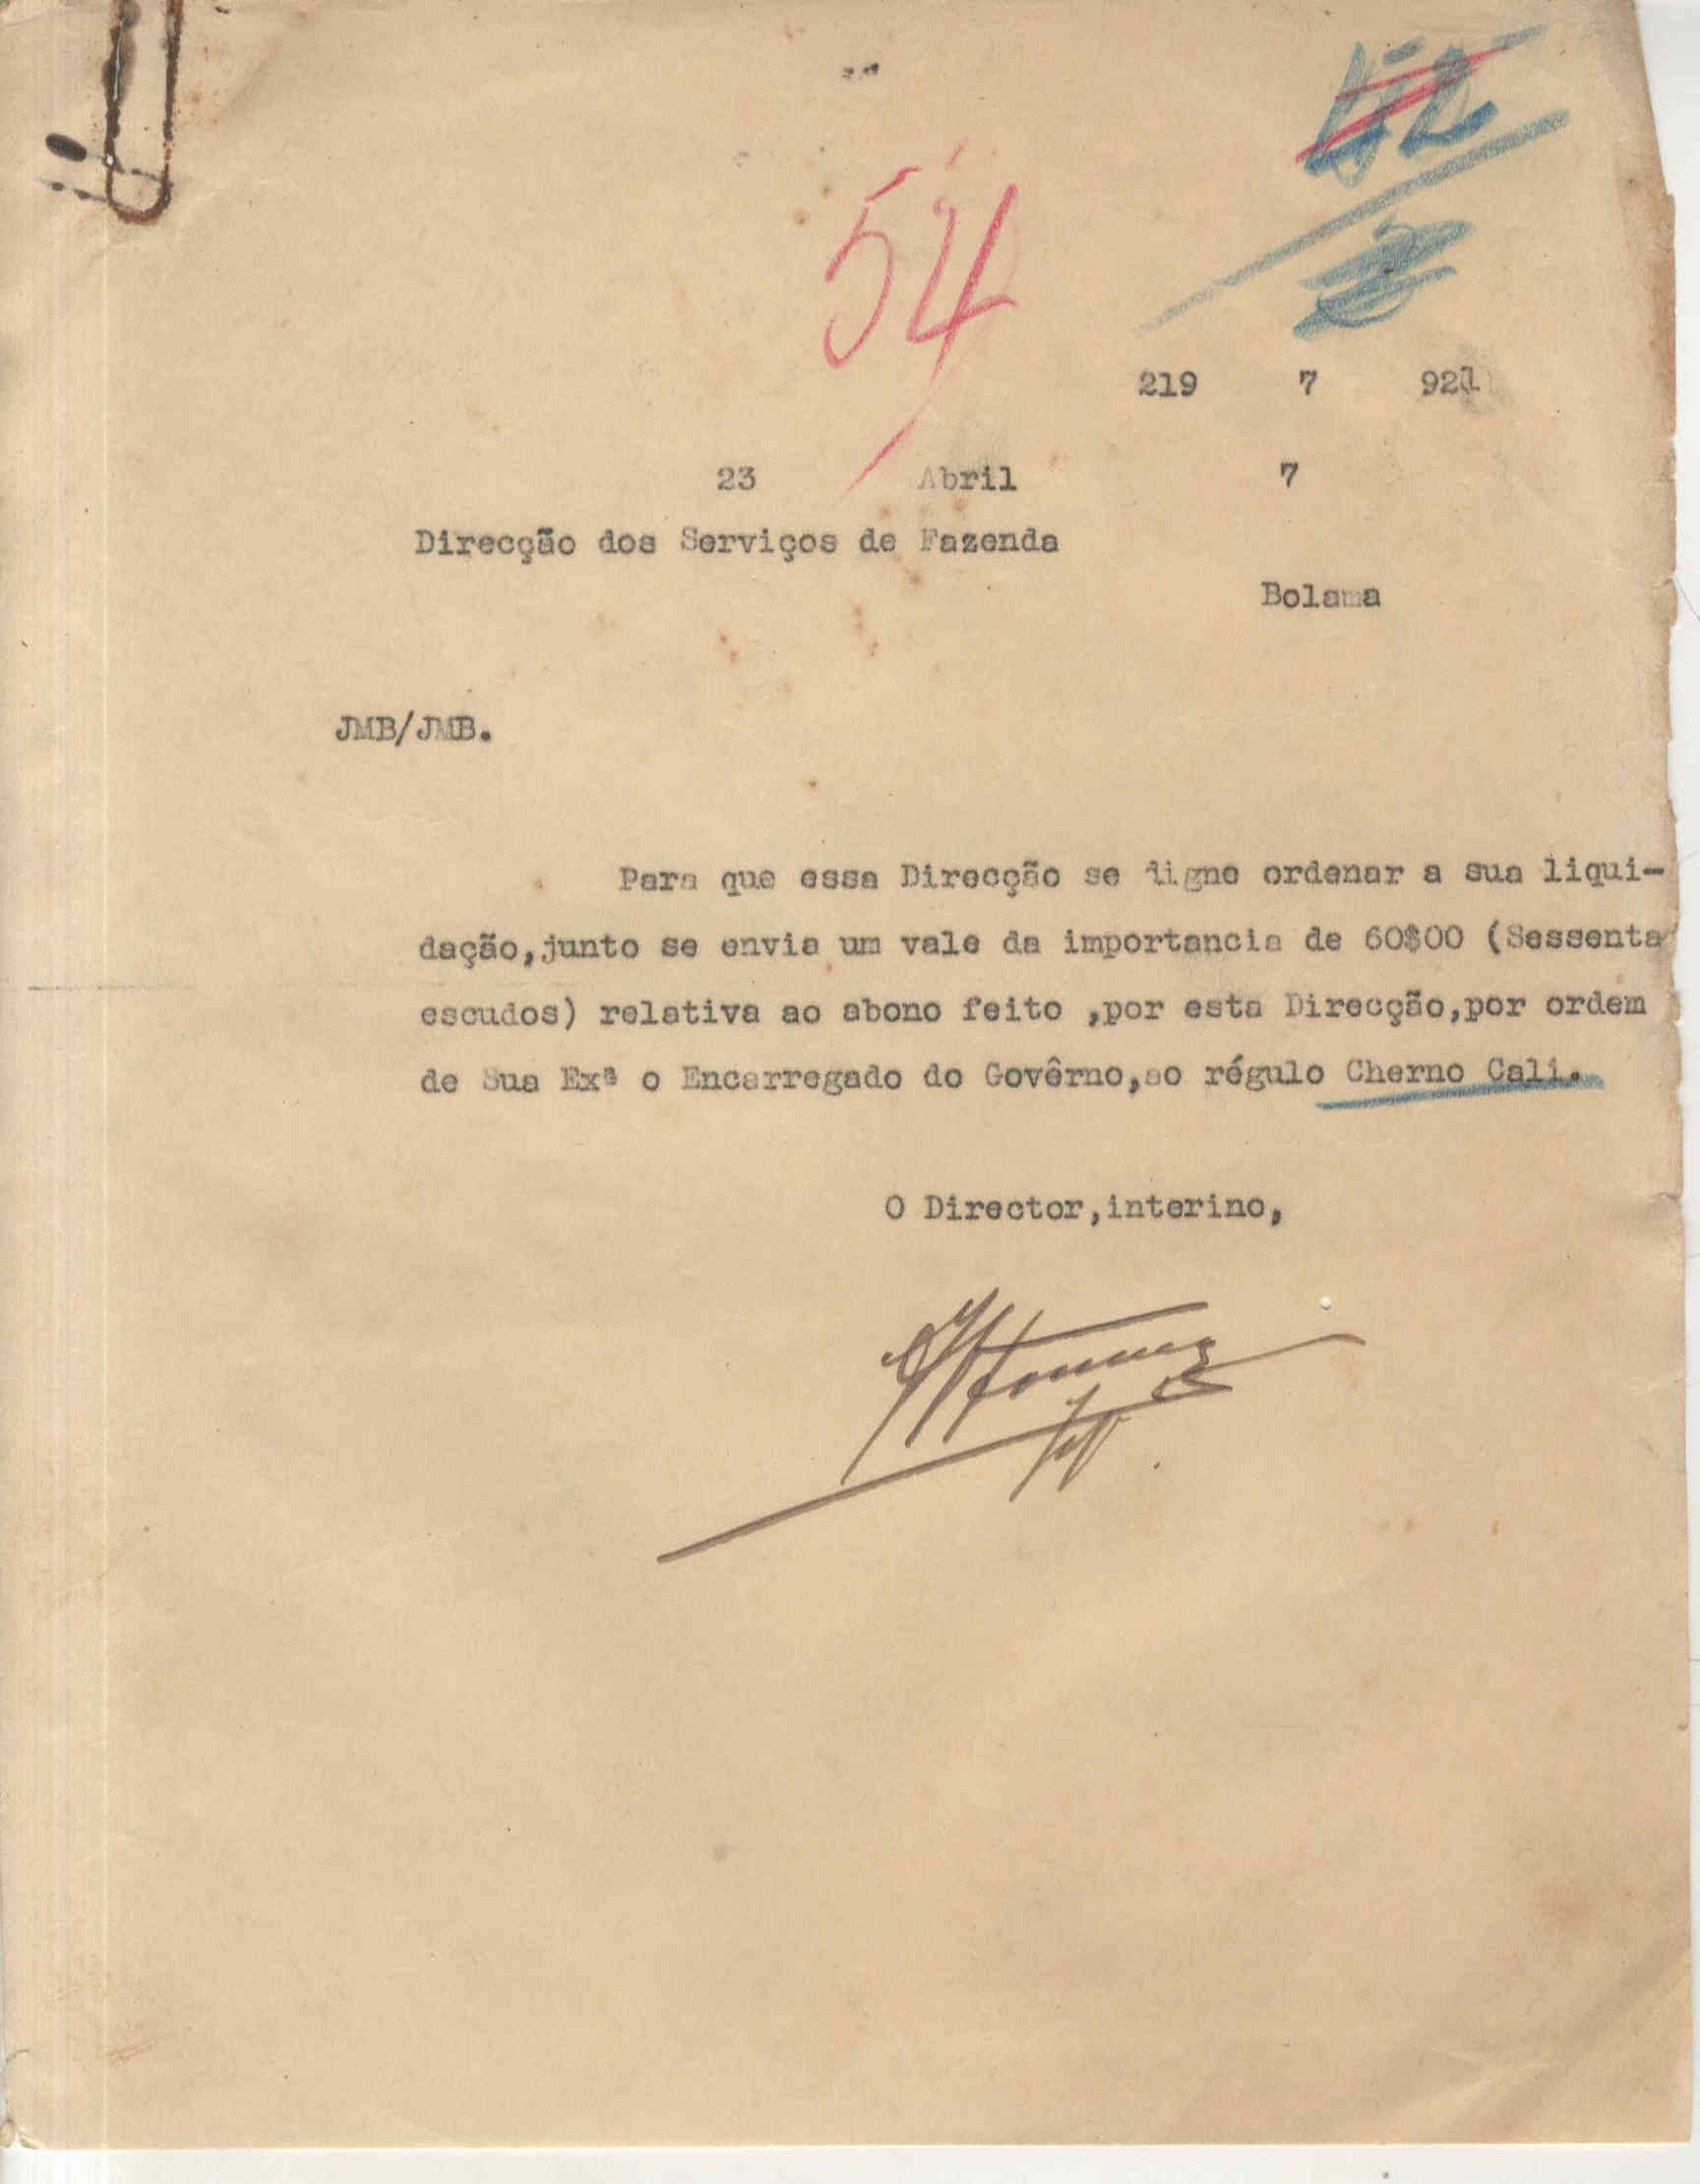 54
219 7 921
23 Abril 7
Direcção dos Serviços de Fazenda
Bolama
JMB/JMB.
Para que essa Direcção se digne ordenar a sua liqui-
dação,junto se envia um vale da importancia de 60$00 (Sessenta
escudos) relativa ao abono feito ,por esta Direcção,por ordem
de Sua Exª o Encarregado do Govêrno,ao régulo Cherno Cali.
O Director,interino,